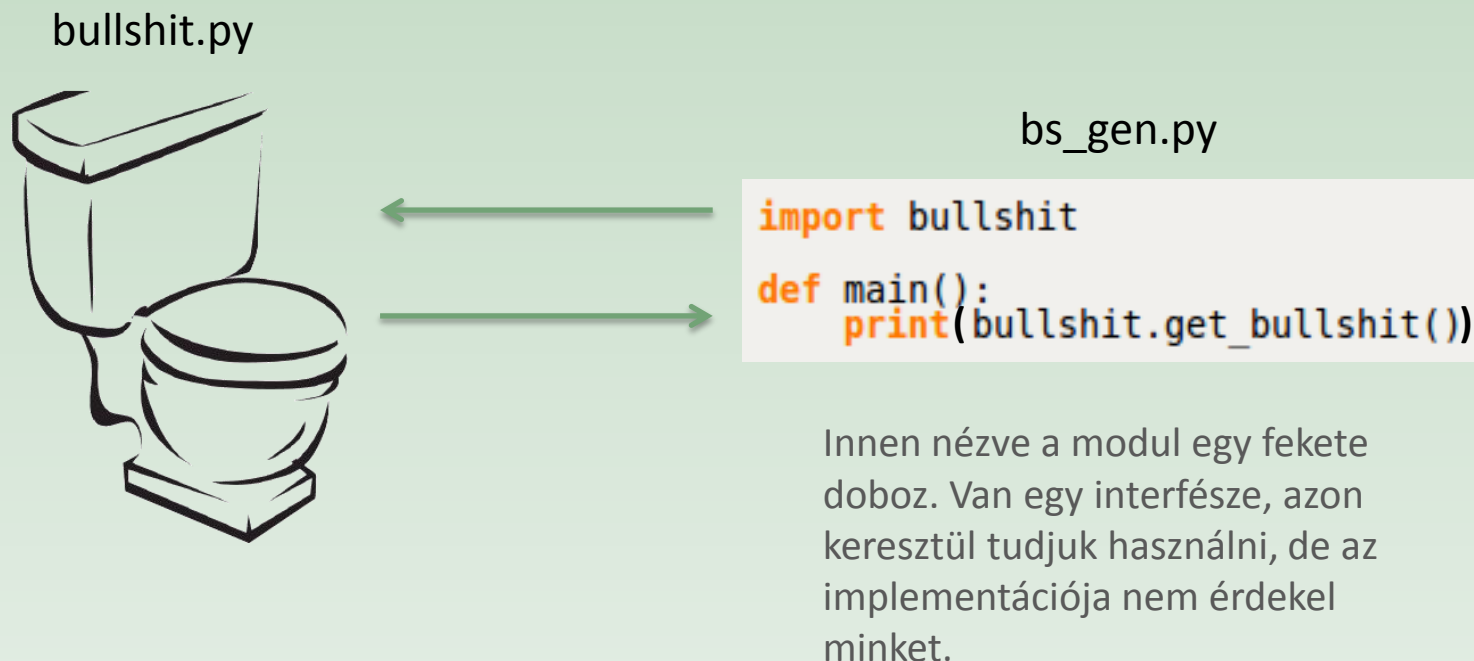 bullshit.py
bs_gen.py
import bullshit
def main():
    print(bullshit.get_bullshit())
Innen nézve a modul egy fekete
doboz. Van egy interfésze, azon
keresztül tudjuk használni, de az
implementációja nem érdekel
minket.